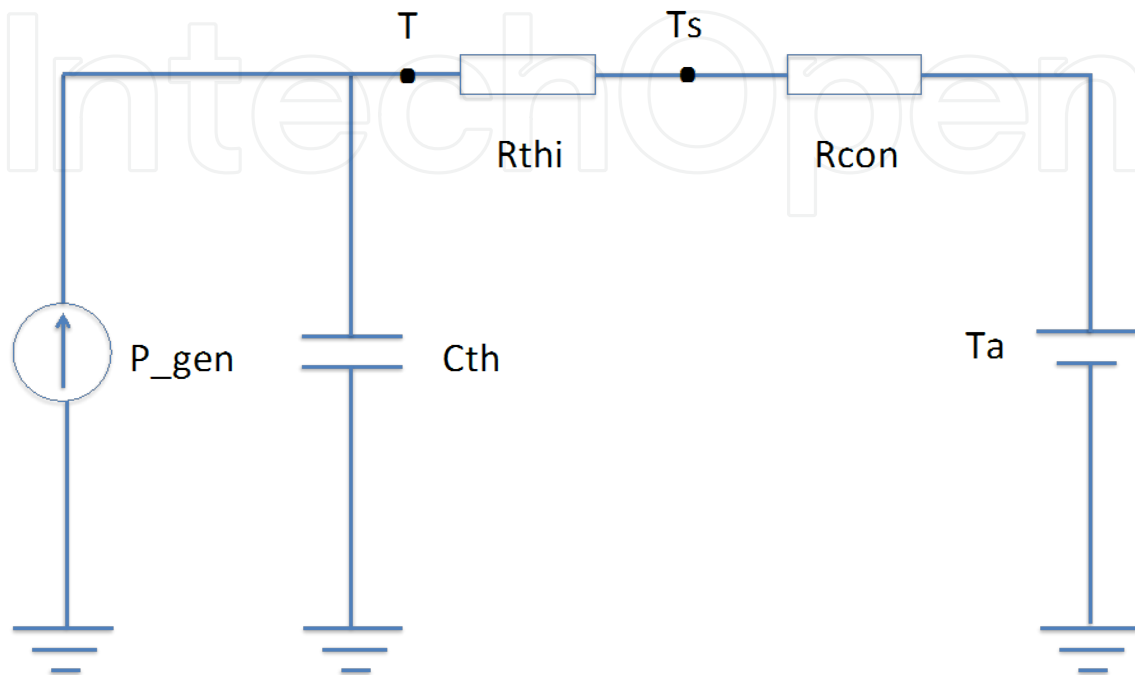 IntechOpen
T
Ts
Rthi
Rcon
P_gen
Cth
Ta